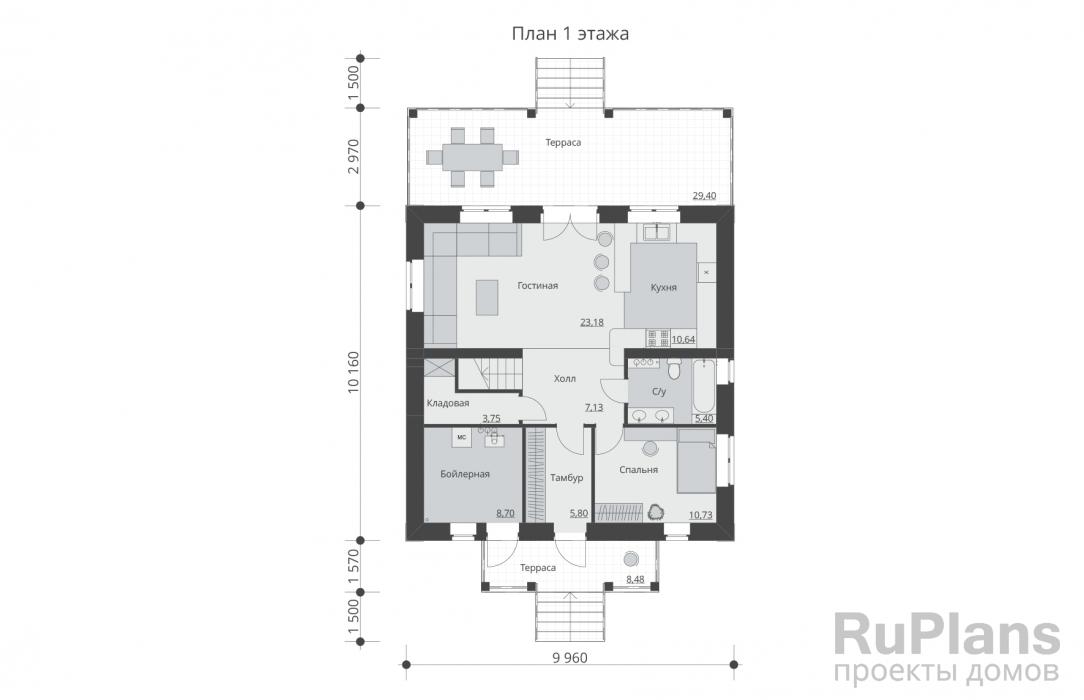 План 1 этажа
1 500
2 970
10 160
1 570
1 500
9 960
Терраса
29,40
Гостиная
23,18
Кухня
10,64
х
Холл
7,13
С/у
5,40
Кладовая
3,75
МС
Бойлерная
8,70
Тамбур
5,80
Спальня
10,73
Терраса
8,48
RuPlans
проекты домов